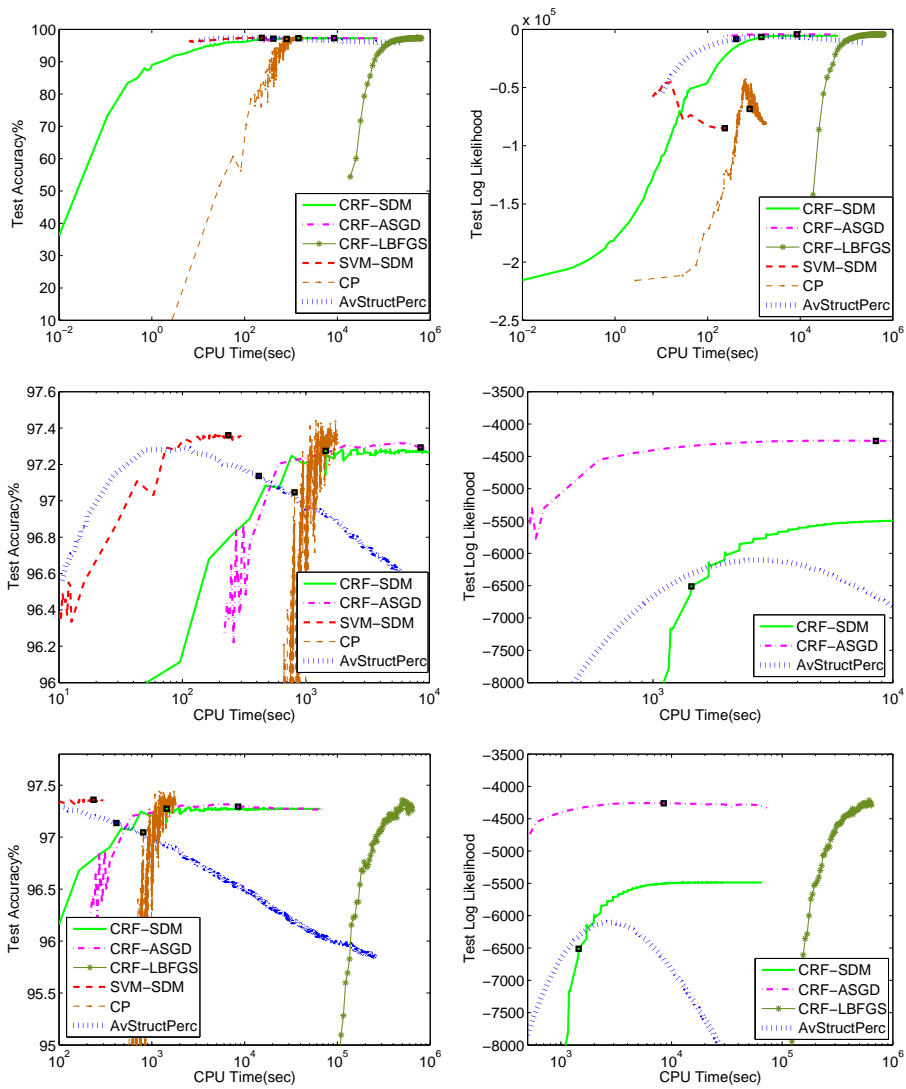 100
90
80
70
60
50
40
30
20
10
Test Accuracy%
10^-2 10^0 10^2 10^4 10^6
CPU Time(sec)
CRF-SDM
CRF-ASGD
CRF-LBFGS
SVM-SDM
CP
AvStructPerc
x 10^5
0
-0.5
-1
-1.5
-2
-2.5
Test Log Likelihood
10^-2 10^0 10^2 10^4 10^6
CPU Time(sec)
CRF-SDM
CRF-ASGD
CRF-LBFGS
SVM-SDM
CP
AvStructPerc
97.6
97.4
97.2
97
96.8
96.6
96.4
96.2
96
Test Accuracy%
10^1 10^2 10^3 10^4
CPU Time(sec)
CRF-SDM
CRF-ASGD
SVM-SDM
CP
AvStructPerc
-3500
-4000
-4500
-5000
-5500
-6000
-6500
-7000
-7500
-8000
Test Log Likelihood
10^3 10^4
CPU Time(sec)
CRF-SDM
CRF-ASGD
AvStructPerc
97.5
97
96.5
96
95.5
95
Test Accuracy%
10^2 10^3 10^4 10^5 10^6
CPU Time(sec)
CRF-SDM
CRF-ASGD
CRF-LBFGS
SVM-SDM
CP
AvStructPerc
-3500
-4000
-4500
-5000
-5500
-6000
-6500
-7000
-7500
-8000
Test Log Likelihood
10^3 10^4 10^5 10^6
CPU Time(sec)
CRF-SDM
CRF-ASGD
CRF-LBFGS
AvStructPerc